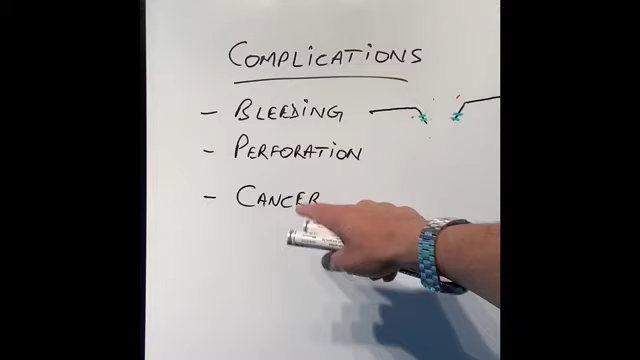 COMPLICATIONS
- BLEEDING
- PERFORATION
- CANCER